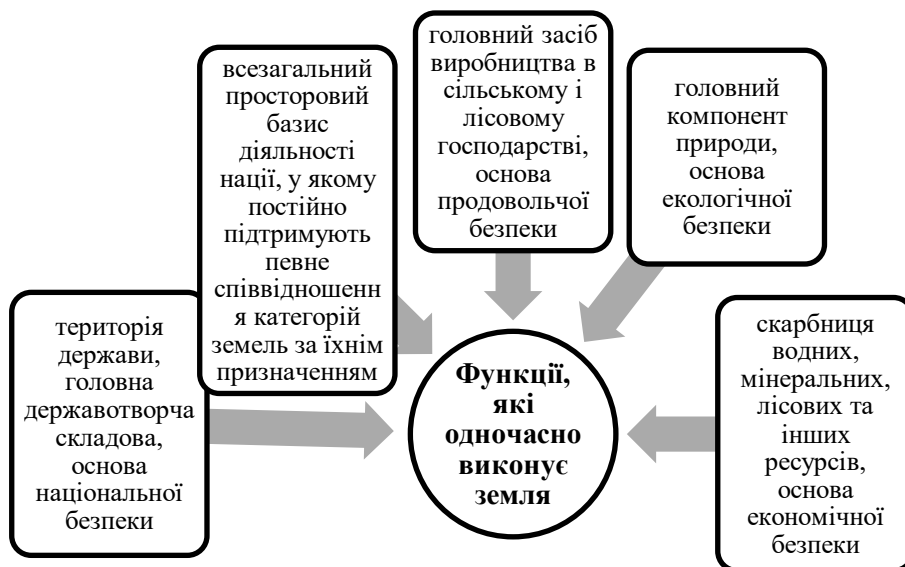 територія
держави,
головна
державотворча
складова,
основа
національної
безпеки
всезагальний
просторовий
базис
діяльності
нації, у якому
постійно
підтримують
певне
співвідношенн
я категорій
земель за їхнім
призначенням
головний засіб
виробництва в
сільському і
лісовому
господарстві,
основа
продовольчої
безпеки
головний
компонент
природи,
основа
екологічної
безпеки
скарбниця
водних,
мінеральних,
лісових та
інших
ресурсів,
основа
економічної
безпеки
Функції,
які
одночасно
виконує
земля